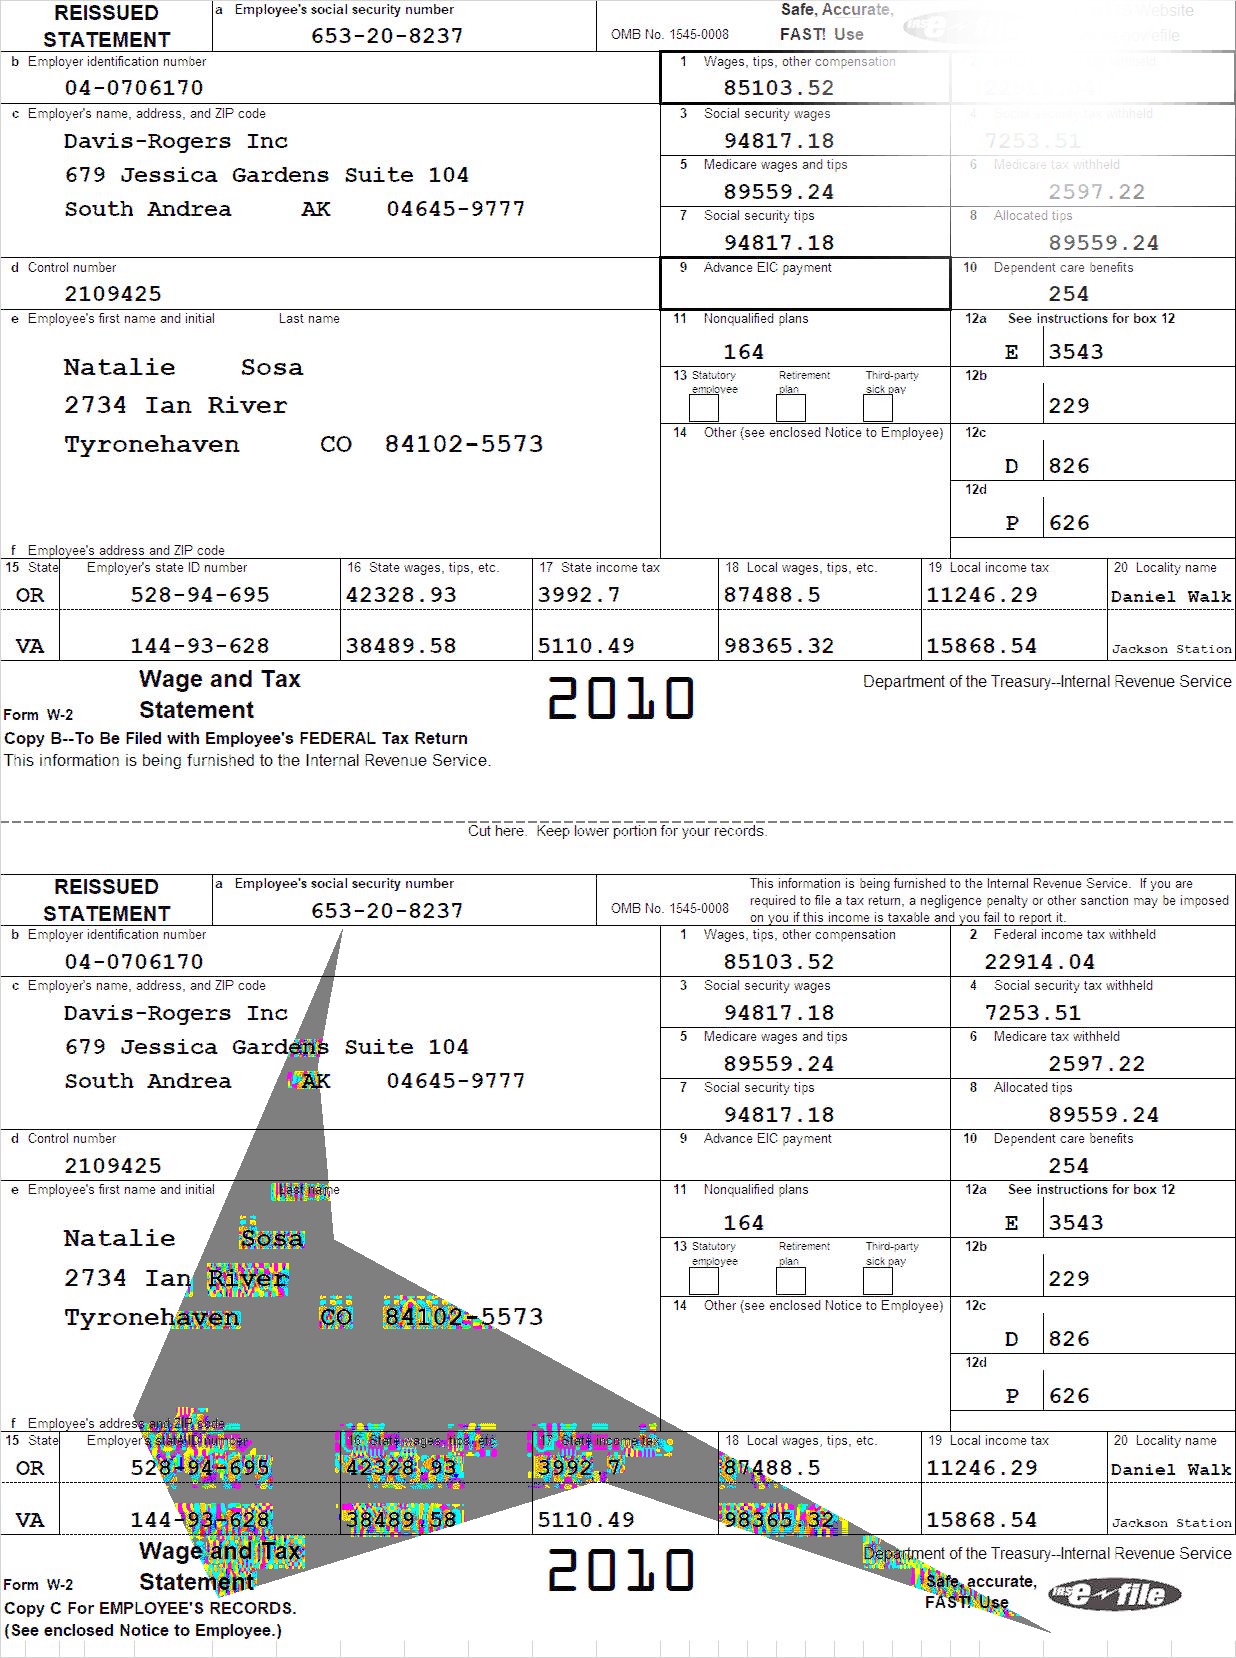 REISSUED STATEMENT
a Employee's social security number
653-20-8237
OMB No. 1545-0008
Safe, Accurate,
FAST! Use
b Employer identification number
04-0706170
1 Wages, tips, other compensation
85103.52
c Employer's name, address, and ZIP code
Davis-Rogers Inc
679 Jessica Gardens Suite 104
South Andrea AK 04645-9777
3 Social security wages
94817.18
4 Social security tax withheld
7253.51
5 Medicare wages and tips
89559.24
6 Medicare tax withheld
2597.22
7 Social security tips
94817.18
8 Allocated tips
89559.24
d Control number
2109425
9 Advance EIC payment
10 Dependent care benefits
254
e Employee's first name and initial Last name
Natalie Sosa
2734 Ian River
Tyronehaven CO 84102-5573
f Employee's address and ZIP code
11 Nonqualified plans
164
12a See instructions for box 12
E 3543
13 Statutory employee Retirement plan Third-party sick pay
12b
229
14 Other (see enclosed Notice to Employee)
12c
D 826
12d
P 626
15 State Employer's state ID number 16 State wages, tips, etc. 17 State income tax 18 Local wages, tips, etc. 19 Local income tax 20 Locality name
OR 528-94-695 42328.93 3992.7 87488.5 11246.29 Daniel Walk
VA 144-93-628 38489.58 5110.49 98365.32 15868.54 Jackson Station
Wage and Tax
Statement
Form W-2
2010
Department of the Treasury--Internal Revenue Service
Copy B--To Be Filed with Employee's FEDERAL Tax Return
This information is being furnished to the Internal Revenue Service.
Cut here. Keep lower portion for your records.
REISSUED STATEMENT
a Employee's social security number
653-20-8237
OMB No. 1545-0008
This information is being furnished to the Internal Revenue Service. If you are
required to file a tax return, a negligence penalty or other sanction may be imposed
on you if this income is taxable and you fail to report it.
b Employer identification number
04-0706170
1 Wages, tips, other compensation
85103.52
2 Federal income tax withheld
22914.04
c Employer's name, address, and ZIP code
Davis-Rogers Inc
679 Jessica Gardens Suite 104
South Andrea AK 04645-9777
3 Social security wages
94817.18
4 Social security tax withheld
7253.51
5 Medicare wages and tips
89559.24
6 Medicare tax withheld
2597.22
7 Social security tips
94817.18
8 Allocated tips
89559.24
d Control number
2109425
9 Advance EIC payment
10 Dependent care benefits
254
e Employee's first name and initial Last name
Natalie Sosa
2734 Ian River
Tyronehaven CO 84102-5573
f Employee's address and ZIP code
11 Nonqualified plans
164
12a See instructions for box 12
E 3543
13 Statutory employee Retirement plan Third-party sick pay
12b
229
14 Other (see enclosed Notice to Employee)
12c
D 826
12d
P 626
15 State Employer's state ID number 16 State wages, tips, etc. 17 State income tax 18 Local wages, tips, etc. 19 Local income tax 20 Locality name
OR 528-94-695 42328.93 3992.7 87488.5 11246.29 Daniel Walk
VA 144-93-628 38489.58 5110.49 98365.32 15868.54 Jackson Station
Wage and Tax
Statement
Form W-2
2010
Department of the Treasury--Internal Revenue Service
Safe, accurate,
FAST! Use
IRS e file
Copy C For EMPLOYEE'S RECORDS.
(See enclosed Notice to Employee.)